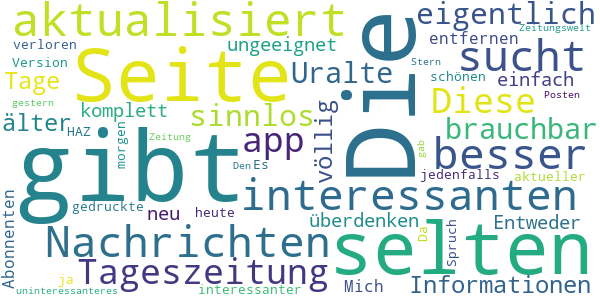 aktualisiert
Die
eigentlich
verloren
ungeeignet
entfernen
Zeitungswelt
Version
Seite
Uralte
sucht
Stern
schönen
einfach
Tage
gestern
komplett
sinnlos
völlig
Diese
Posten
älter
HAZ
morgen
Zeitung
app
brauchbar
gibt
Den
Es
gab
besser
jedenfalls
aktueller
Abonnenten
gedruckte
neu
heute
interessanten
überdenken
Entweder
Nachrichten
selten
Da
Spruch
ja
Tageszeitung
uninteressanteres
interessanter
Mich
Informationen